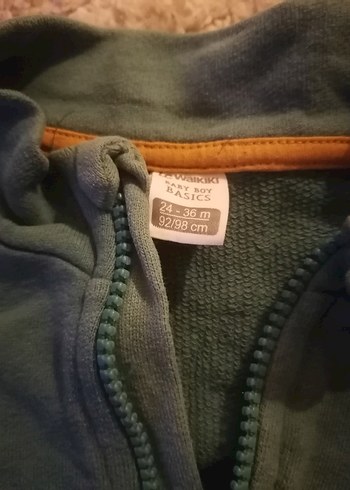 Waikiki
BABY BOY
BASICS
24 - 36 m
92/98 cm